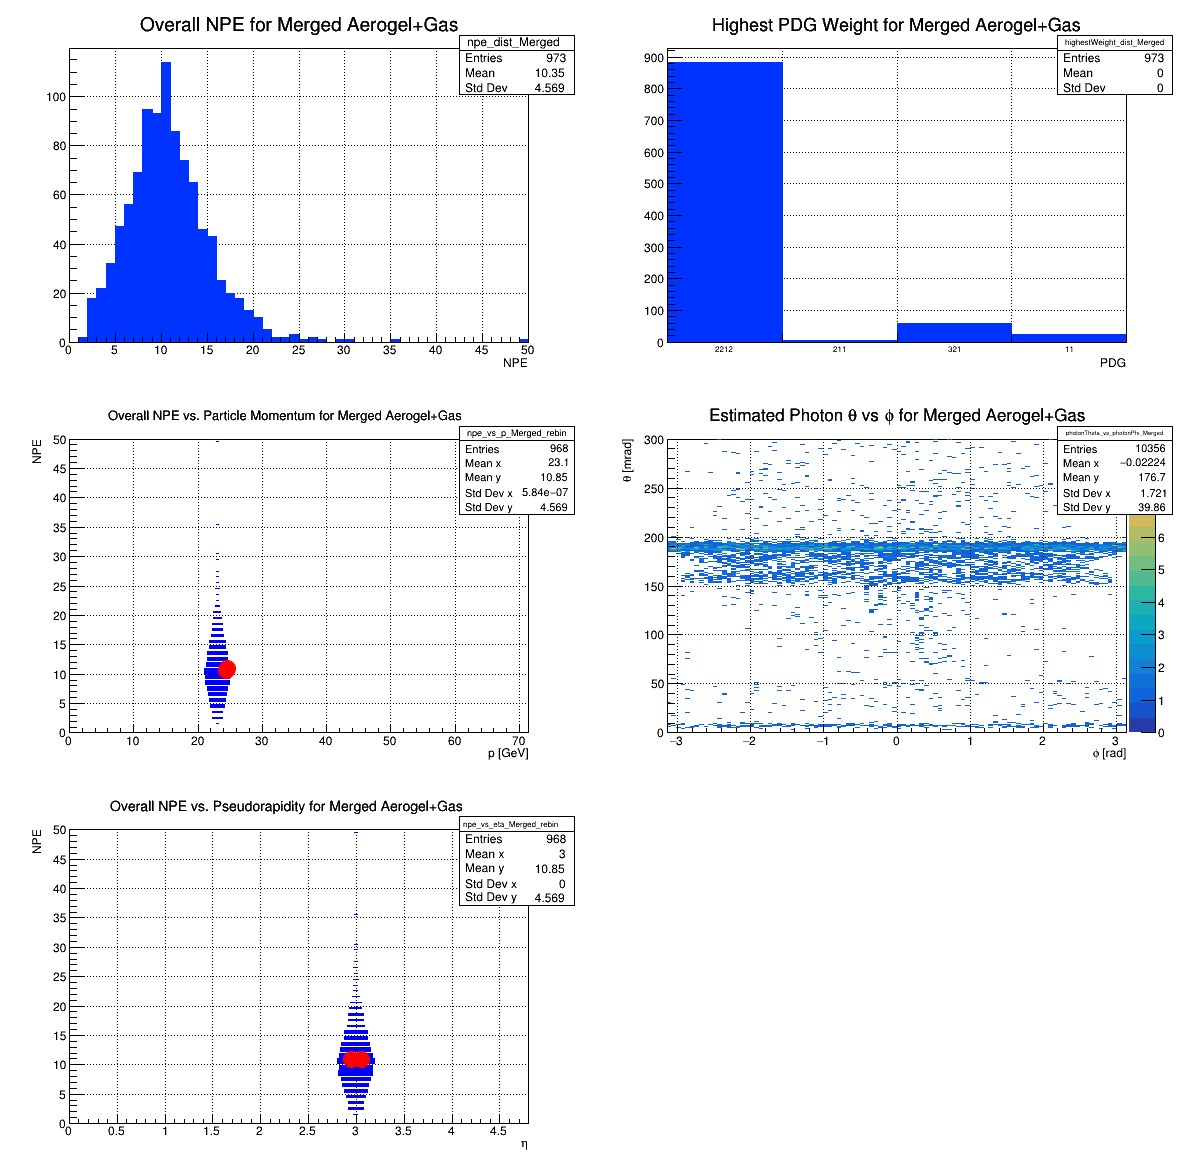 Overall NPE for Merged Aerogel+Gas
npe_dist_Merged
Entries 973
Mean 10.35
Std Dev 4.569
100
80
60
40
20
0
0 5 10 15 20 25 30 35 40 45 50
NPE
Highest PDG Weight for Merged Aerogel+Gas
highestWeight_dist_Merged
Entries 973
Mean 0
Std Dev 0
900
800
700
600
500
400
300
200
100
0
2212 211 321 11
PDG
Overall NPE vs. Particle Momentum for Merged Aerogel+Gas
npe_vs_p_Merged_rebin
Entries 968
Mean x 23.1
Mean y 10.85
Std Dev x 5.84e−07
Std Dev y 4.569
NPE
50
45
40
35
30
25
20
15
10
5
0
0 10 20 30 40 50 60 70
p [GeV]
Estimated Photon θ vs ϕ for Merged Aerogel+Gas
photonTheta_vs_photonPhi_Merged
Entries 10356
Mean x −0.02224
Mean y 176.7
Std Dev x 1.721
Std Dev y 39.86
θ [mrad]
300
250
200
150
100
50
0
−3 −2 −1 0 1 2 3
ϕ [rad]
6
5
4
3
2
1
0
Overall NPE vs. Pseudorapidity for Merged Aerogel+Gas
npe_vs_eta_Merged_rebin
Entries 968
Mean x 3
Mean y 10.85
Std Dev x 0
Std Dev y 4.569
NPE
50
45
40
35
30
25
20
15
10
5
0
0 0.5 1 1.5 2 2.5 3 3.5 4 4.5
η